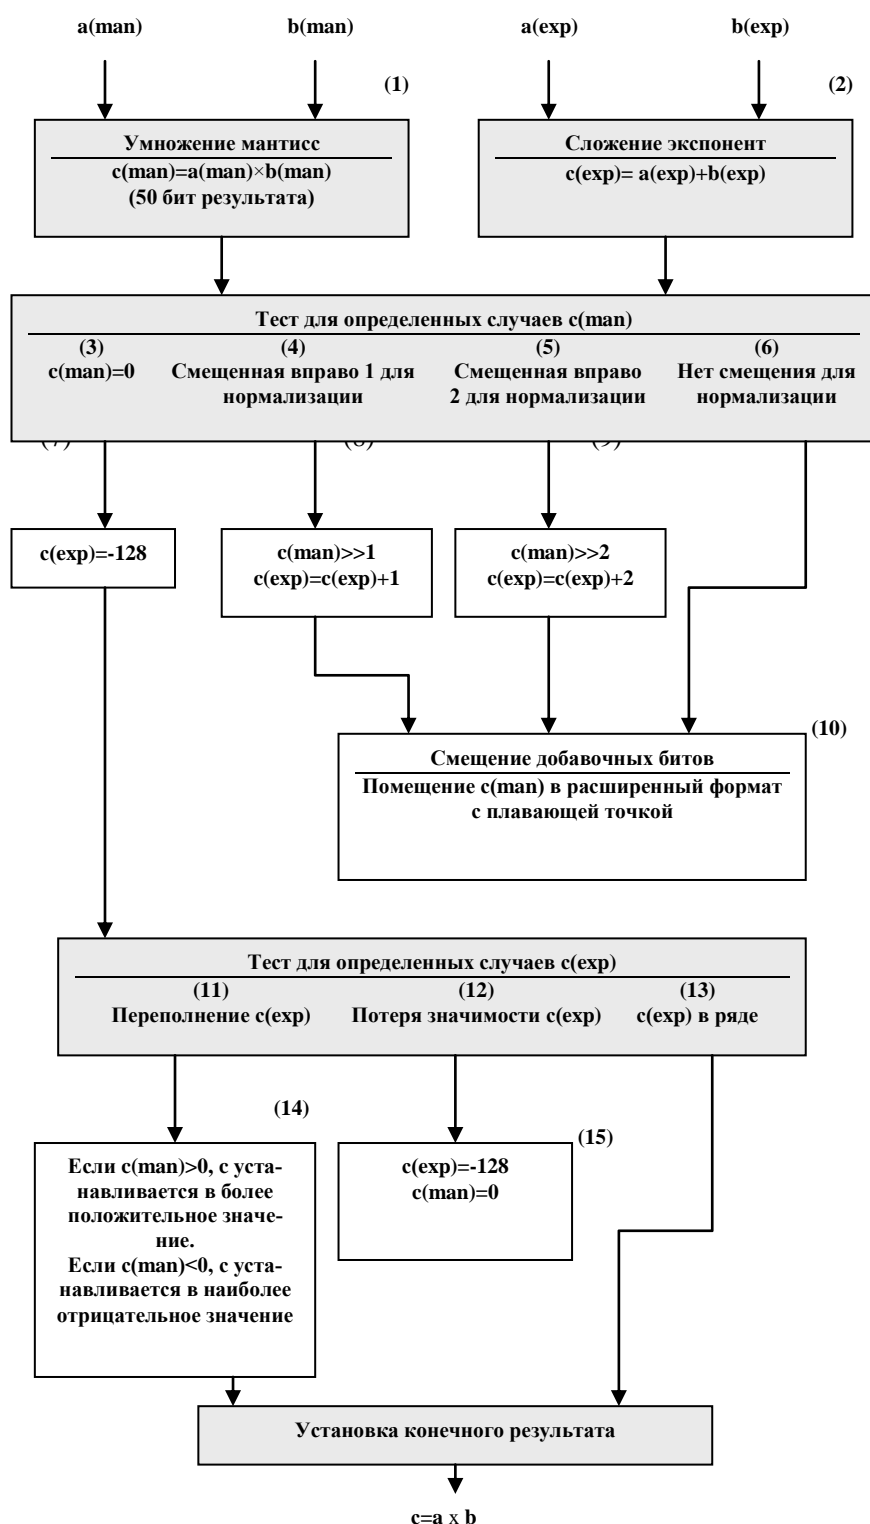 a(man)
b(man)
a(exp)
b(exp)
(1)
(2)
Умножение мантисс
c(man)=a(man)×b(man)
(50 бит результата)
Сложение экспонент
c(exp)= a(exp)+b(exp)
Тест для определенных случаев c(man)
(3)
c(man)=0
(4)
Смещенная вправо 1 для
нормализации
(5)
Смещенная вправо
2 для нормализации
(6)
Нет смещения для
нормализации
(7)
(8)
(9)
c(exp)=-128
c(man)>>1
c(exp)=c(exp)+1
c(man)>>2
c(exp)=c(exp)+2
(10)
Смещение добавочных битов
Помещение c(man) в расширенный формат
с плавающей точкой
Тест для определенных случаев c(exp)
(11)
Переполнение c(exp)
(12)
Потеря значимости c(exp)
(13)
c(exp) в ряде
(14)
Если c(man)>0, с уста-
навливается в более
положительное значе-
ние.
Если c(man)<0, с уста-
навливается в наиболее
отрицательное значение
(15)
c(exp)=-128
c(man)=0
Установка конечного результата
c=a x b